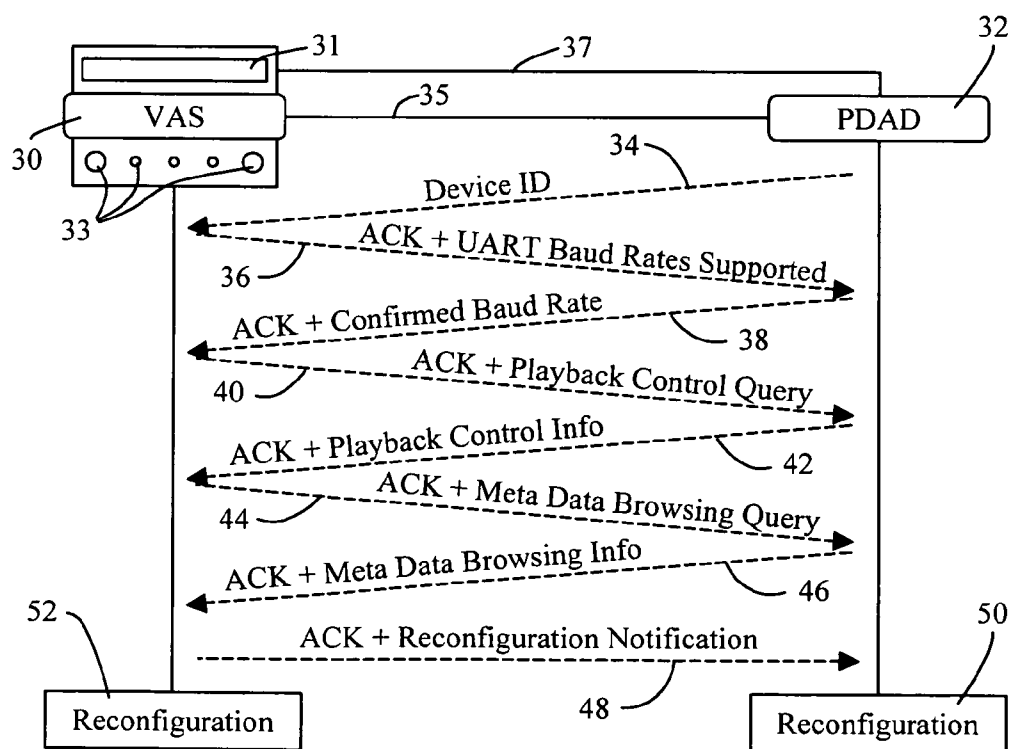 31
37
32
VAS
35
PDAD
30
34
Device ID
33
ACK + UART Baud Rates Supported
36
ACK + Confirmed Baud Rate
38
ACK + Playback Control Query
40
ACK + Playback Control Info
42
ACK + Meta Data Browsing Query
44
ACK + Meta Data Browsing Info
46
52
50
ACK + Reconfiguration Notification
48
Reconfiguration
Reconfiguration